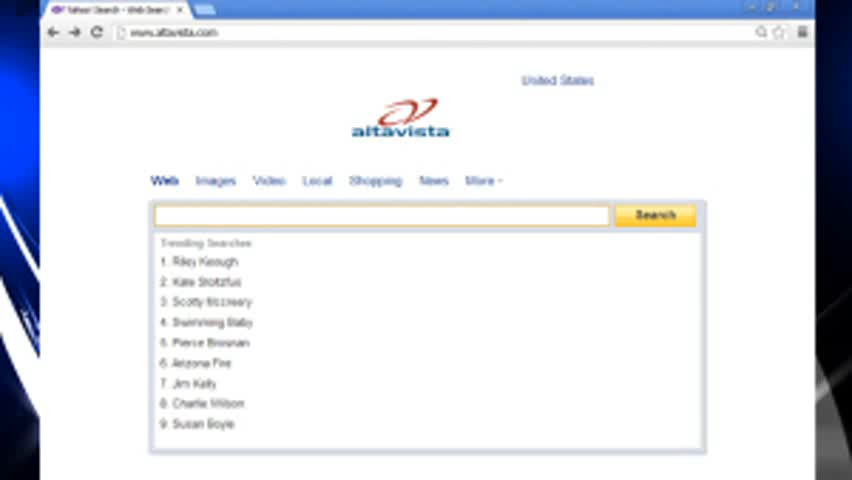 Yahoo! Search - Web Search
www.altavista.com
United States
altavista
Web Images Video Local Shopping News More
Search
Trending Searches
1. Riley Keough
2. Kate Stoltzfus
3. Scotty Mccreery
4. Swimming Baby
5. Pierce Brosnan
6. Arizona Fire
7. Jim Kelly
8. Charlie Wilson
9. Susan Boyle